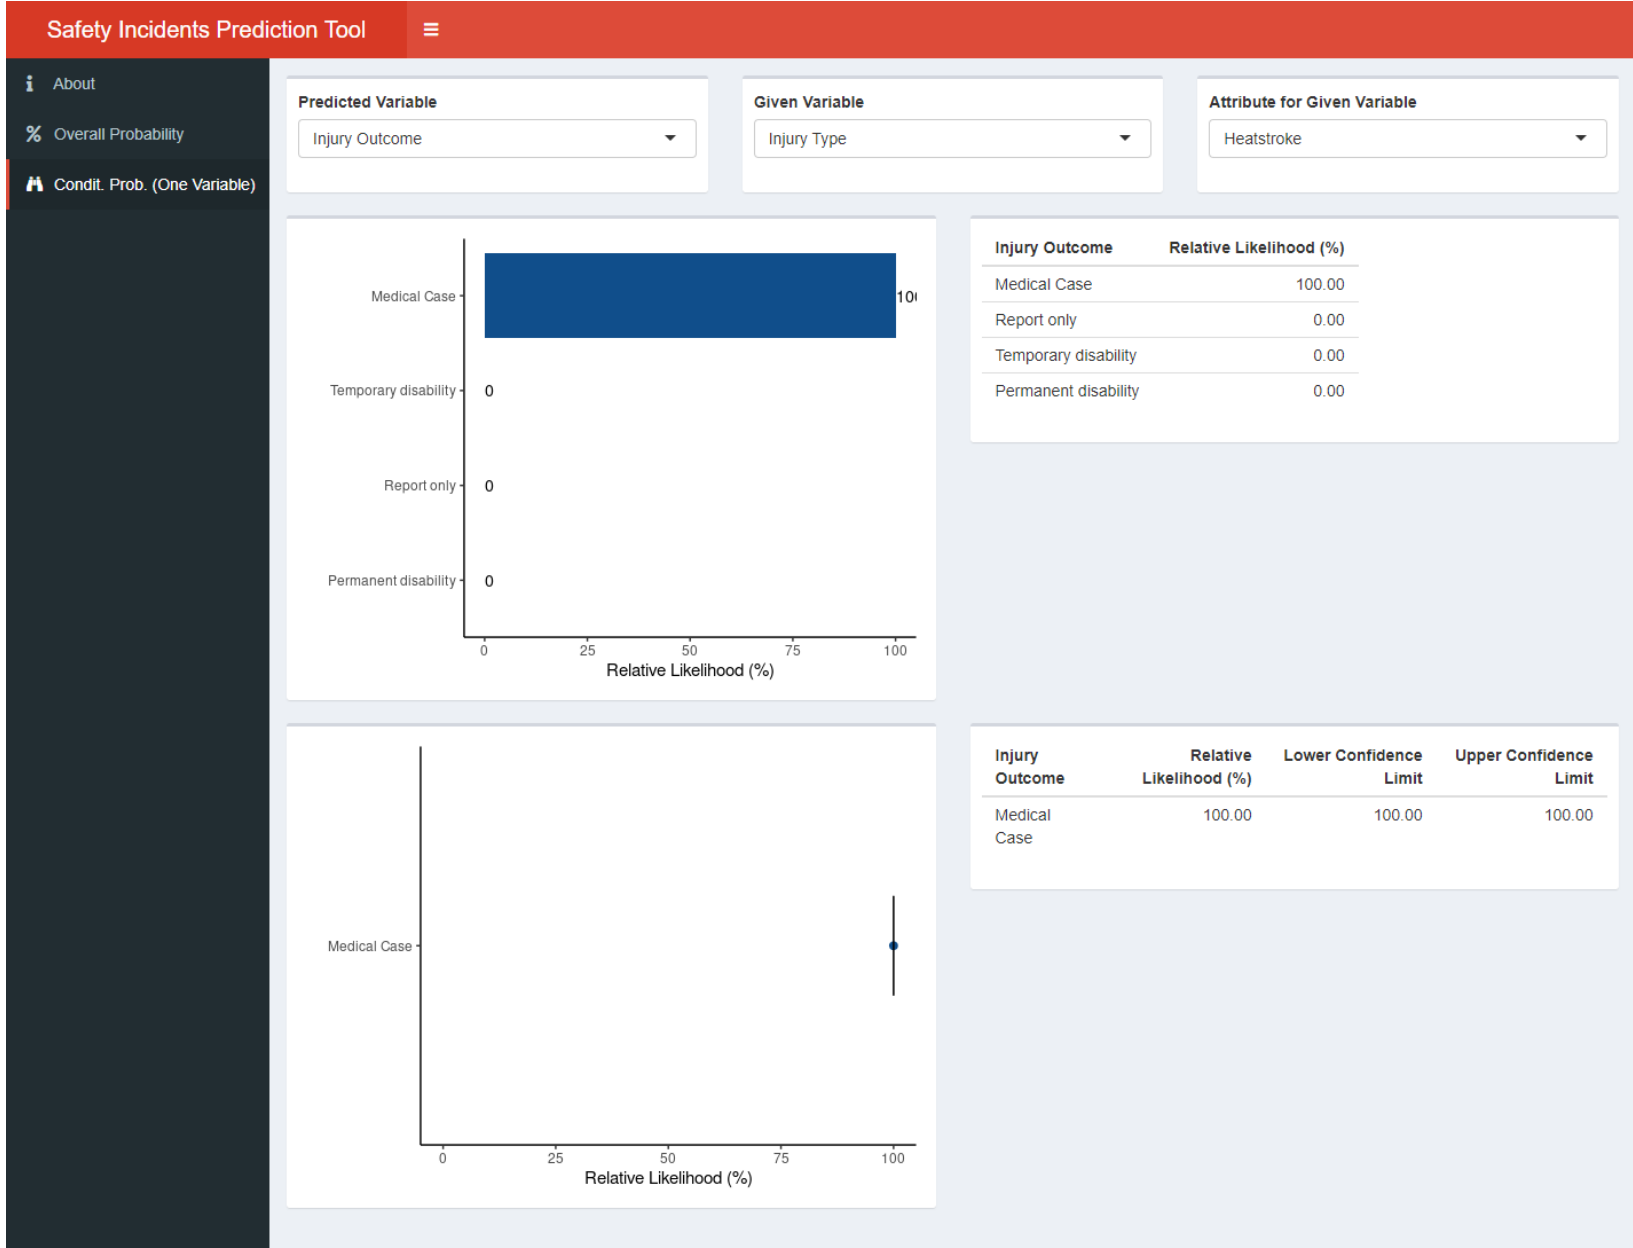 Safety Incidents Prediction Tool
About
Overall Probability
Condit. Prob. (One Variable)
Predicted Variable
Injury Outcome
Given Variable
Injury Type
Attribute for Given Variable
Heatstroke
Medical Case
Temporary disability
0
Report only
0
Permanent disability
0
0 25 50 75 100
Relative Likelihood (%)
Injury Outcome Relative Likelihood (%)
Medical Case 100.00
Report only 0.00
Temporary disability 0.00
Permanent disability 0.00
Medical Case
0 25 50 75 100
Relative Likelihood (%)
Injury Relative Lower Confidence Upper Confidence
Outcome Likelihood (%) Limit Limit
Medical 100.00 100.00 100.00
Case